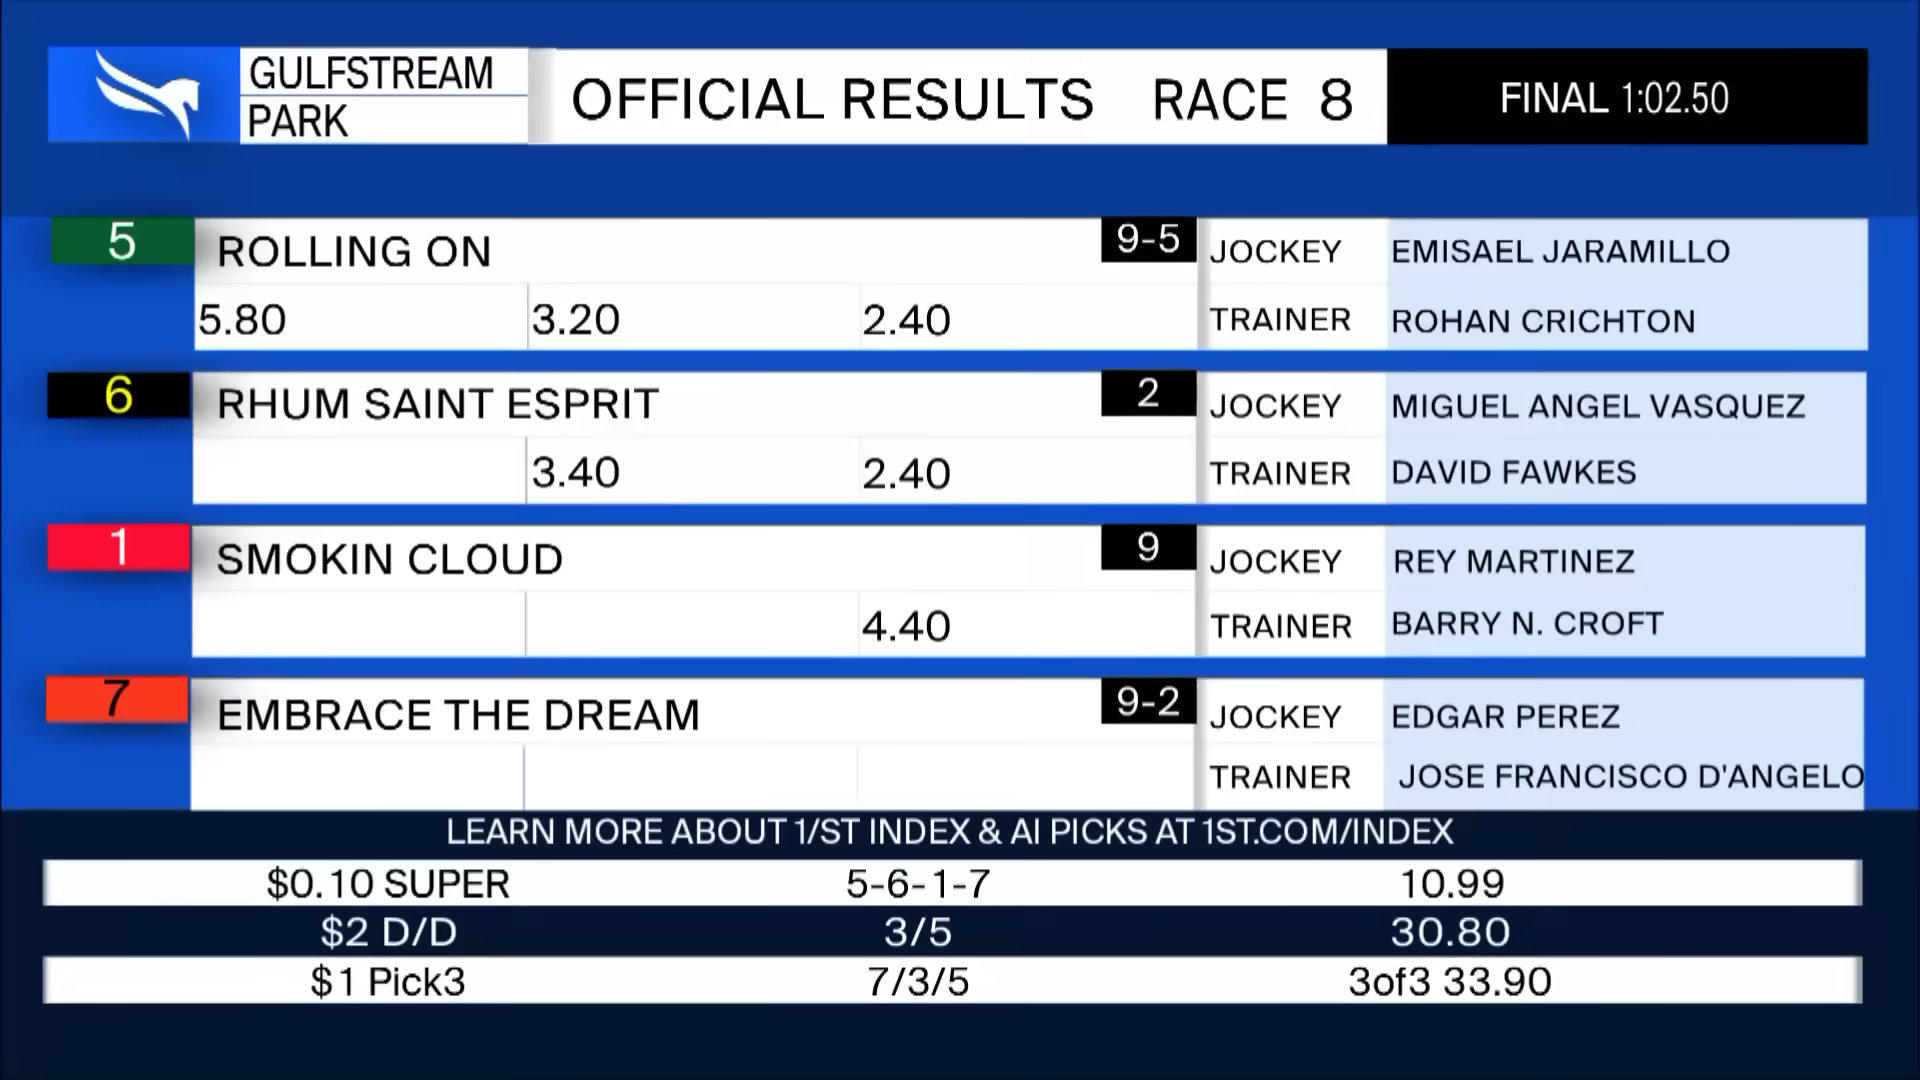 GULFSTREAM
PARK
OFFICIAL RESULTS RACE 8
FINAL 1:02.50
5 ROLLING ON 9-5 JOCKEY EMISAEL JARAMILLO
5.80 3.20 2.40 TRAINER ROHAN CRICHTON
6 RHUM SAINT ESPRIT 2 JOCKEY MIGUEL ANGEL VASQUEZ
3.40 2.40 TRAINER DAVID FAWKES
1 SMOKIN CLOUD 9 JOCKEY REY MARTINEZ
4.40 TRAINER BARRY N. CROFT
7 EMBRACE THE DREAM 9-2 JOCKEY EDGAR PEREZ
TRAINER JOSE FRANCISCO D'ANGELO
LEARN MORE ABOUT 1/ST INDEX & AI PICKS AT 1ST.COM/INDEX
$0.10 SUPER 5-6-1-7 10.99
$2 D/D 3/5 30.80
$1 Pick3 7/3/5 3of3 33.90